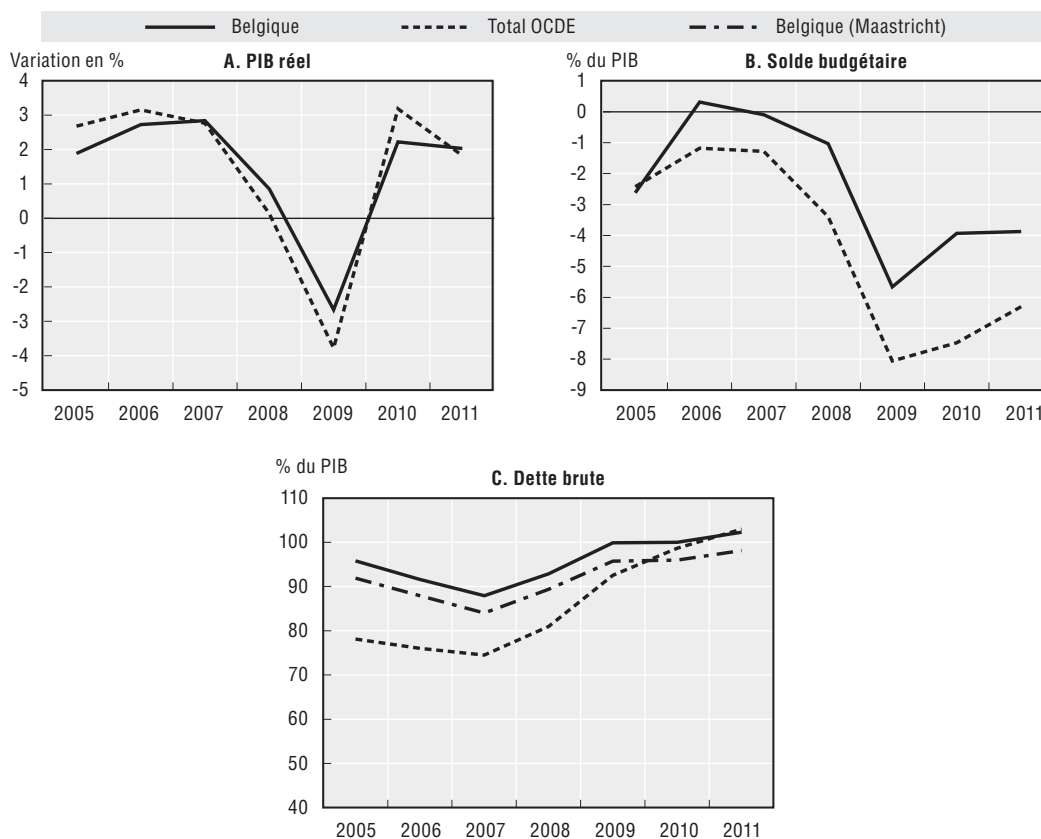 Belgique Total OCDE Belgique (Maastricht)
Variation en %
A. PIB réel
4
3
2
1
0
-1
-2
-3
-4
-5
2005 2006 2007 2008 2009 2010 2011
% du PIB
B. Solde budgétaire
1
0
-1
-2
-3
-4
-5
-6
-7
-8
-9
2005 2006 2007 2008 2009 2010 2011
% du PIB
C. Dette brute
110
100
90
80
70
60
50
40
2005 2006 2007 2008 2009 2010 2011